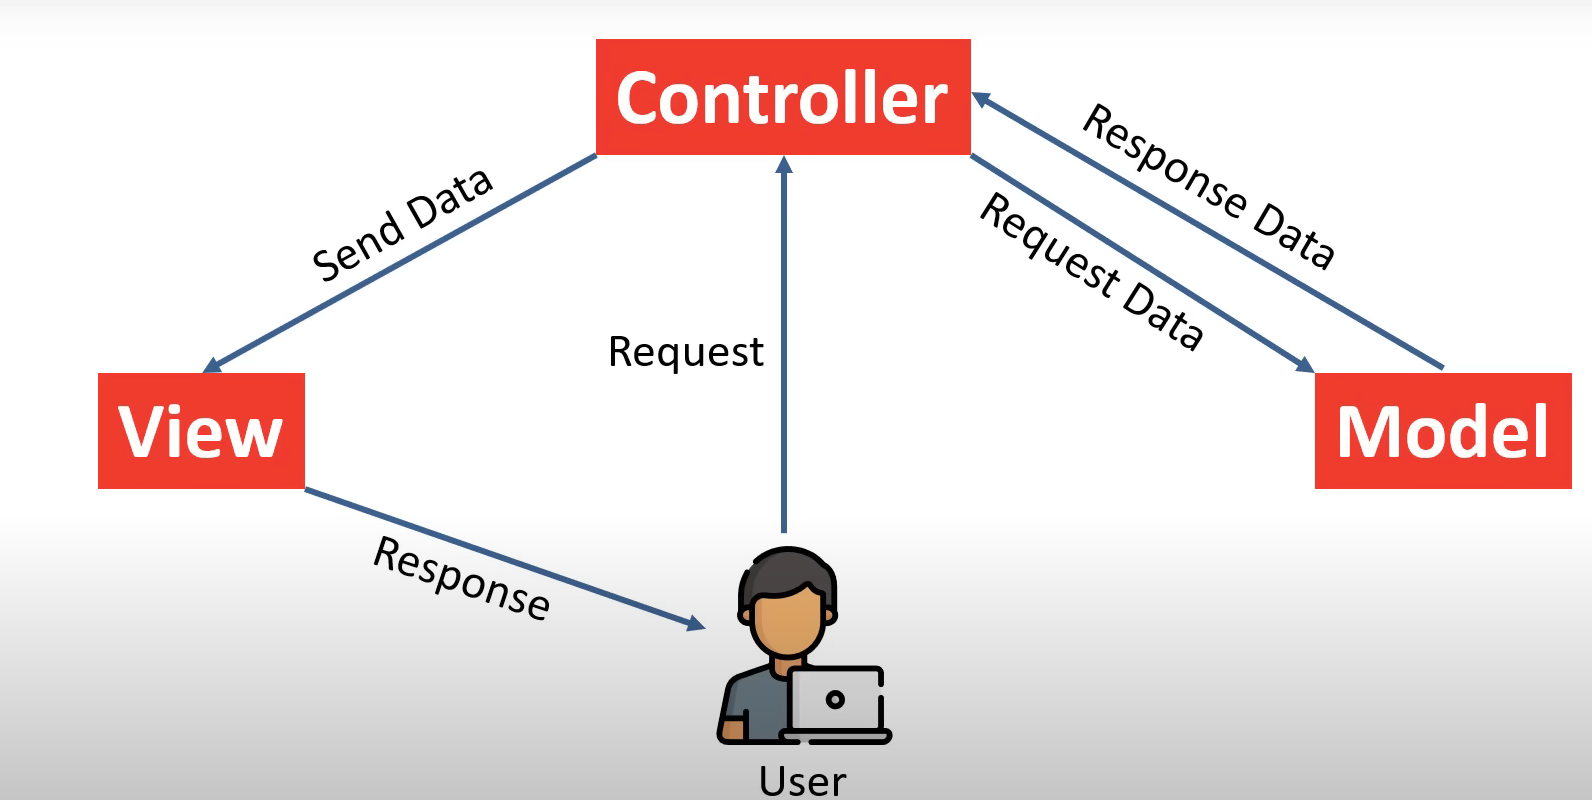 Controller
Send Data
Response Data
Request Data
Request
View
Model
Response
User